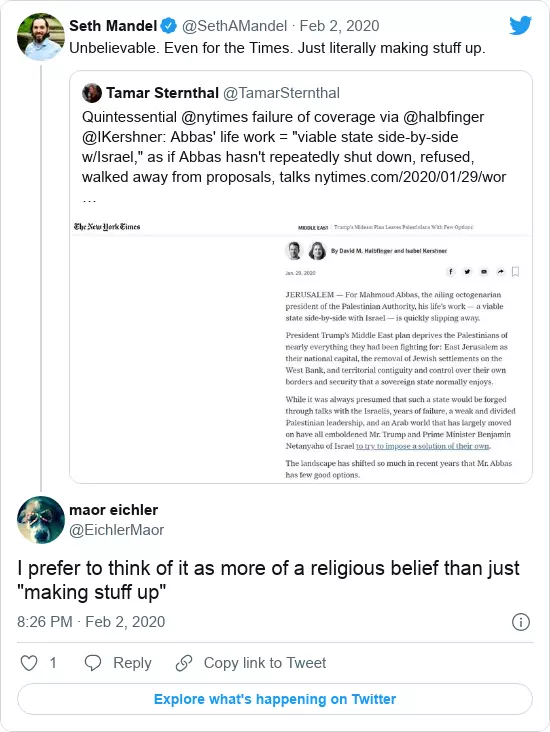 Seth Mandel @SethAMandel · Feb 2, 2020
Unbelievable. Even for the Times. Just literally making stuff up.
Tamar Sternthal @TamarSternthal
Quintessential @nytimes failure of coverage via @halbfinger
@IKershner: Abbas' life work = "viable state side-by-side
w/Israel," as if Abbas hasn't repeatedly shut down, refused,
walked away from proposals, talks nytimes.com/2020/01/29/wor
…
The New York Times
MIDDLE EAST | Trump's Mideast Plan Leaves Palestinians With Few Options
By David M. Halbfinger and Isabel Kershner
Jan. 29, 2020
JERUSALEM — For Mahmoud Abbas, the ailing octogenarian
president of the Palestinian Authority, his life's work — a viable
state side-by-side with Israel — is quickly slipping away.
President Trump's Middle East plan deprives the Palestinians of
nearly everything they had been fighting for: East Jerusalem as
their national capital, the removal of Jewish settlements on the
West Bank, and territorial contiguity and control over their own
borders and security that a sovereign state normally enjoys.
While it was always presumed that such a state would be forged
through talks with the Israelis, years of failure, a weak and divided
Palestinian leadership, and an Arab world that has largely moved
on have all emboldened Mr. Trump and Prime Minister Benjamin
Netanyahu of Israel to try to impose a solution of their own.
The landscape has shifted so much in recent years that Mr. Abbas
has few good options.
maor eichler
@EichlerMaor
I prefer to think of it as more of a religious belief than just
"making stuff up"
8:26 PM · Feb 2, 2020
1 Reply Copy link to Tweet
Explore what's happening on Twitter